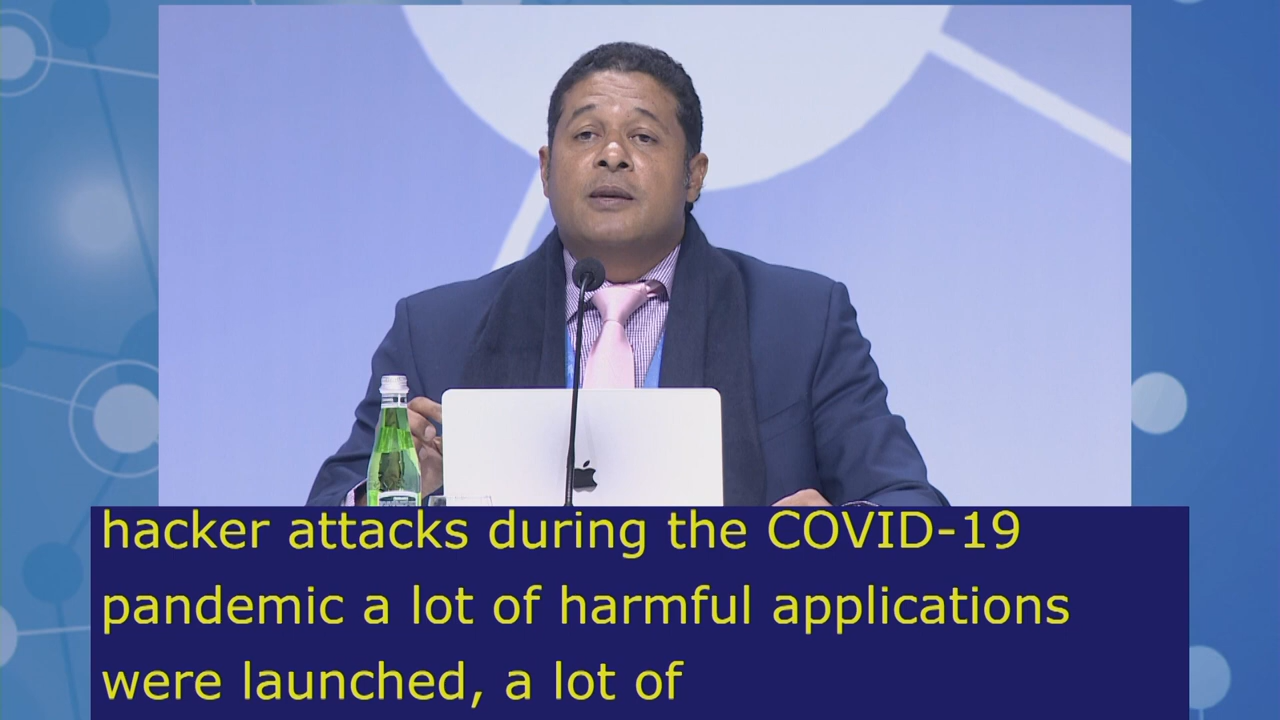 hacker attacks during the COVID-19
pandemic a lot of harmful applications
were launched, a lot of